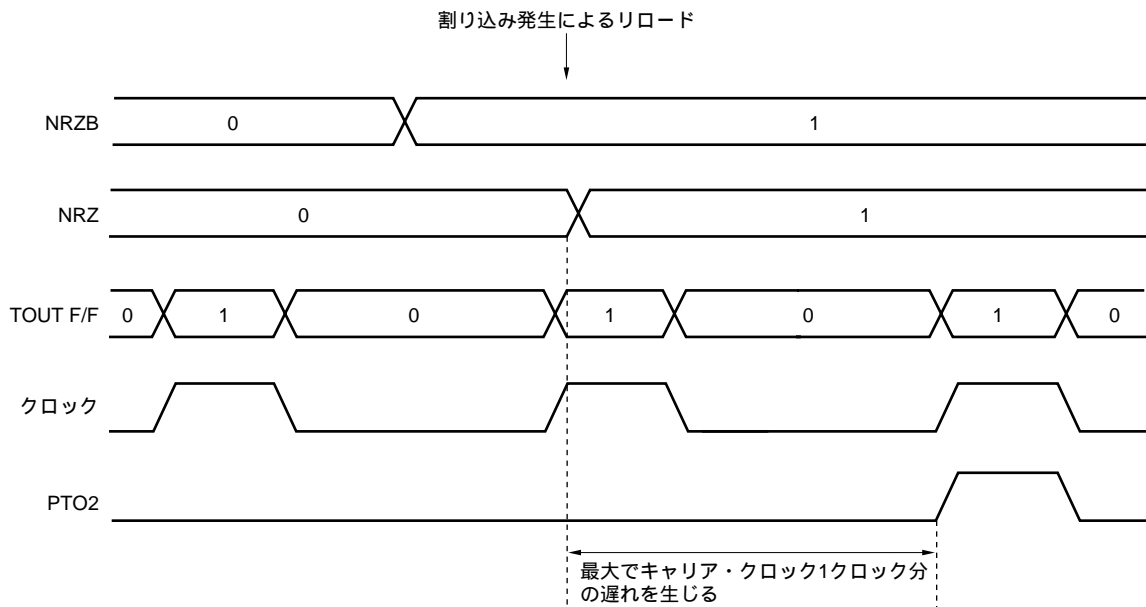 割り込み発生によるリロード
NRZB 0 1
NRZ 0 1
TOUT F/F 0 1 0 1 0 1 0
クロック
PTO2
最大でキャリア・クロック1クロック分
の遅れを生じる